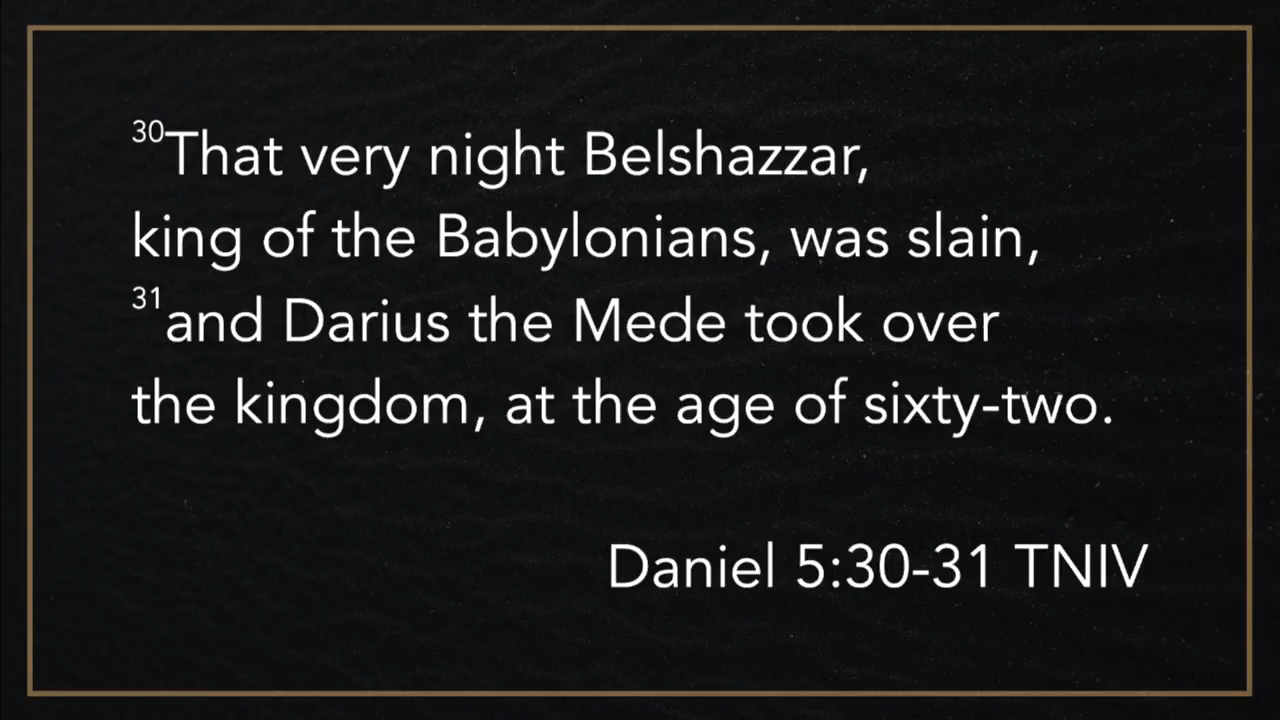 30That very night Belshazzar,
king of the Babylonians, was slain,
31and Darius the Mede took over
the kingdom, at the age of sixty-two.
Daniel 5:30-31 TNIV